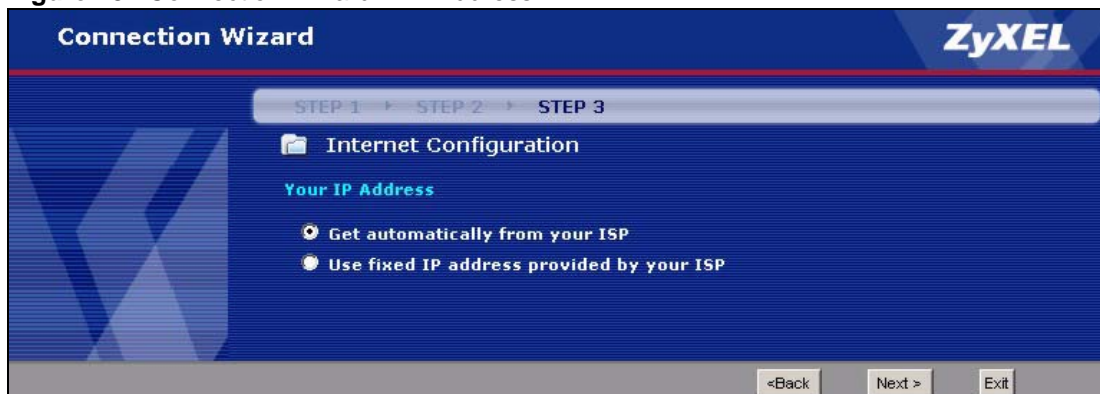 Connection Wizard
ZyXEL
STEP 1 STEP 2 STEP 3
Internet Configuration
Your IP Address
Get automatically from your ISP
Use fixed IP address provided by your ISP
<Back Next > Exit